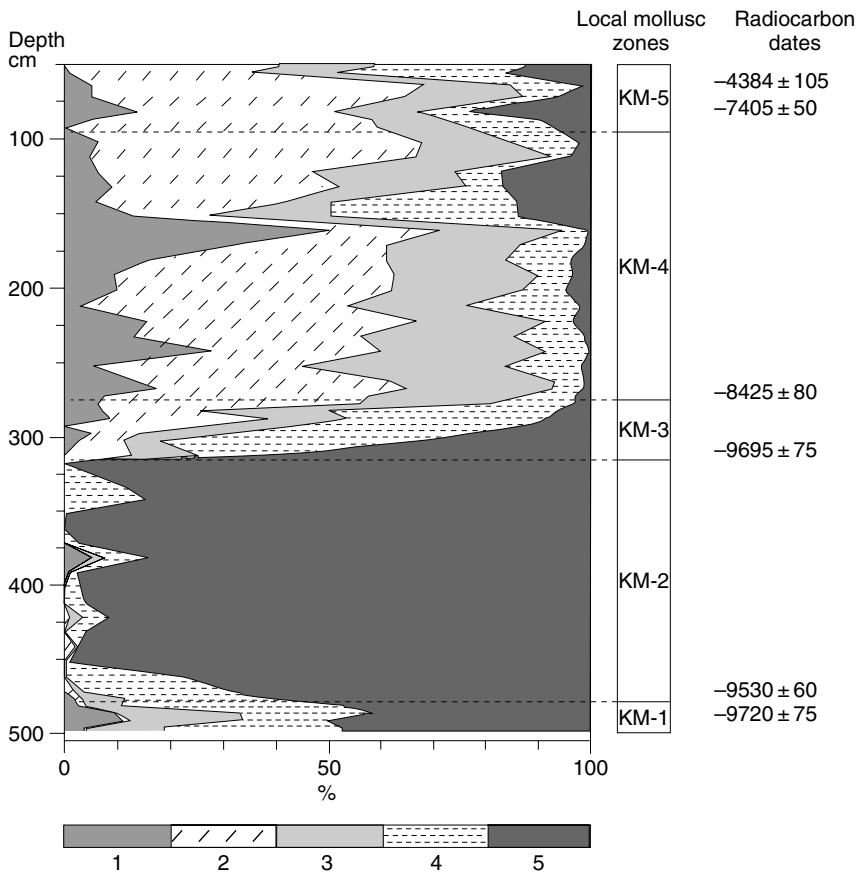 Local mollusc
zones
Radiocarbon
dates
Depth
cm
–4384 ± 105
KM-5
–7405 ± 50
100
KM-4
200
–8425 ± 80
KM-3
300
–9695 ± 75
KM-2
400
–9530 ± 60
KM-1
–9720 ± 75
500
0
50
100
%
1
2
3
4
5